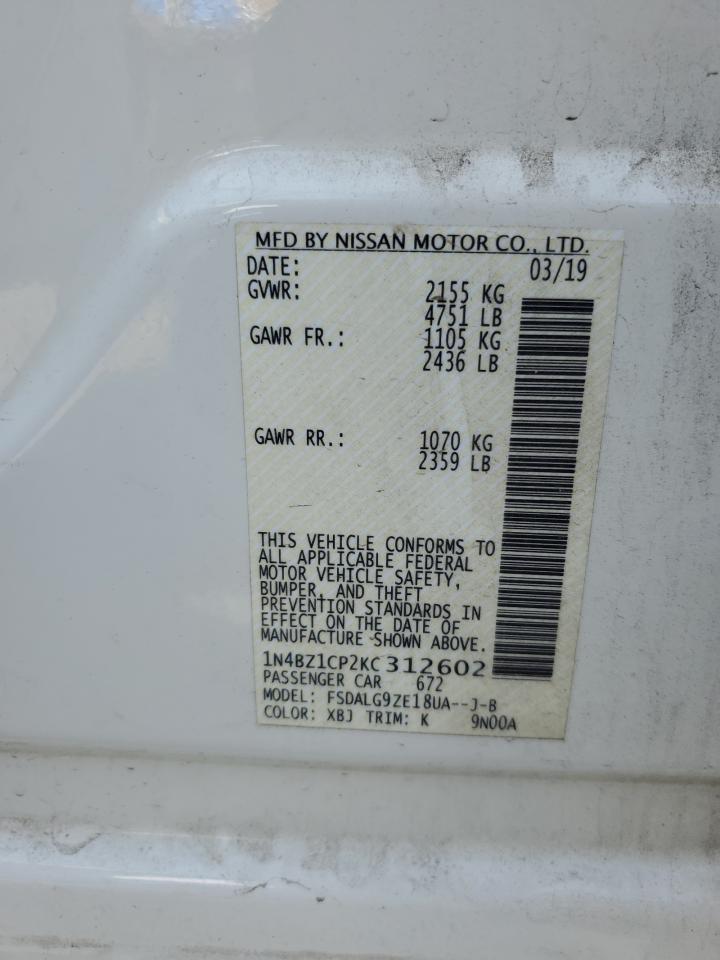 MFD BY NISSAN MOTOR CO., LTD.
DATE: 03/19
GVWR: 2155 KG
4751 LB
GAWR FR.: 1105 KG
2436 LB
GAWR RR.: 1070 KG
2359 LB
THIS VEHICLE CONFORMS TO
ALL APPLICABLE FEDERAL
MOTOR VEHICLE SAFETY,
BUMPER, AND THEFT
PREVENTION STANDARDS IN
EFFECT ON THE DATE OF
MANUFACTURE SHOWN ABOVE.
1N4BZ1CP2KC312602
PASSENGER CAR 672
MODEL: FSDALG9ZE18UA--J-B
COLOR: XBJ TRIM: K 9N00A